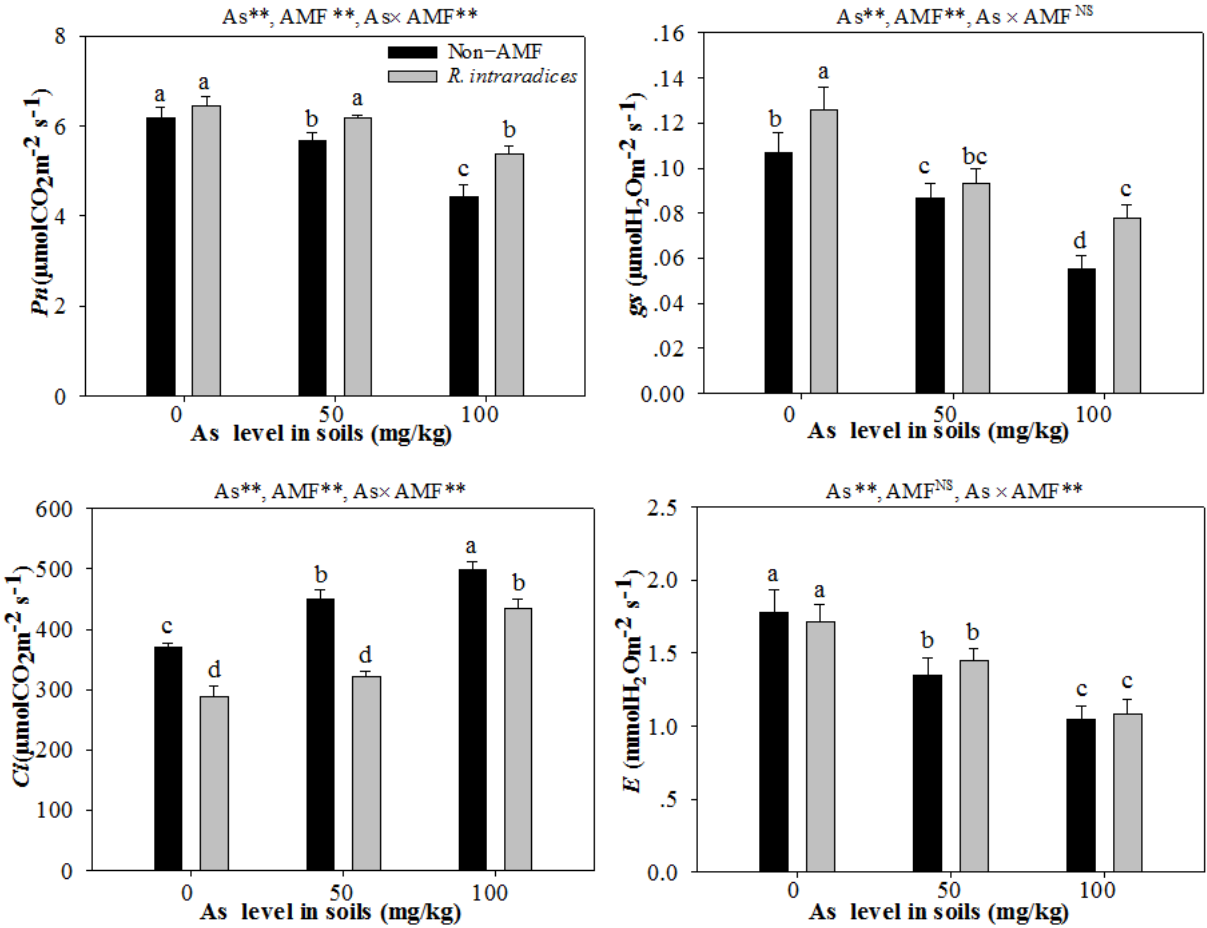 As**, AMF **, As× AMF**
8
6
4
2
0
Pn(μmolCO2m-2 s-1)
Non−AMF
R. intraradices
a
a
b
a
c
b
0
50
100
As level in soils (mg/kg)
As**, AMF**, As × AMF NS
.16
.14
.12
.10
.08
.06
.04
.02
0.00
gs (μmolH2Om-2 s-1)
b
a
c
bc
d
c
0
50
100
As level in soils (mg/kg)
As**, AMF**, As× AMF**
600
500
400
300
200
100
0
Ci(μmolCO2m-2 s-1)
c
d
b
d
a
b
0
50
100
As level in soils (mg/kg)
As**, AMFNS, As × AMF**
2.5
2.0
1.5
1.0
.5
0.0
E (mmolH2Om-2 s-1)
a
a
b
b
c
c
0
50
100
As level in soils (mg/kg)